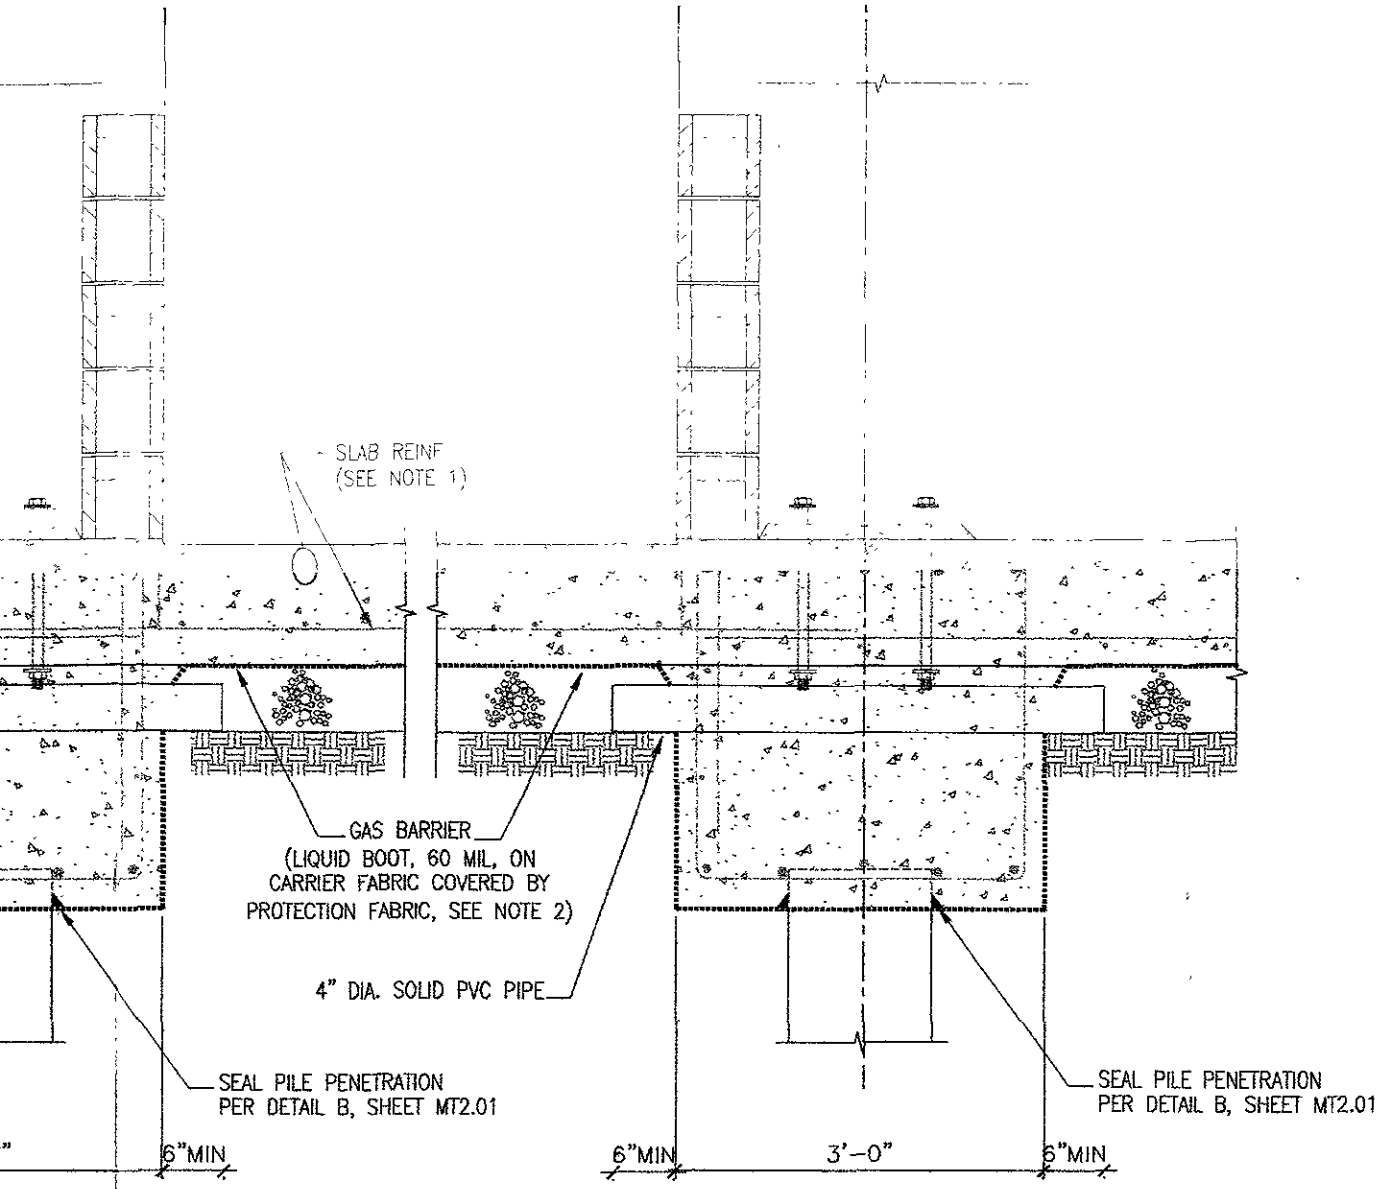 SLAB REINF
(SEE NOTE 1)
GAS BARRIER
(LIQUID BOOT, 60 MIL, ON
CARRIER FABRIC COVERED BY
PROTECTION FABRIC, SEE NOTE 2)
4" DIA. SOLID PVC PIPE
SEAL PILE PENETRATION
PER DETAIL B, SHEET MT2.01
SEAL PILE PENETRATION
PER DETAIL B, SHEET MT2.01
"
6"MIN
6"MIN
3'-0"
6"MIN